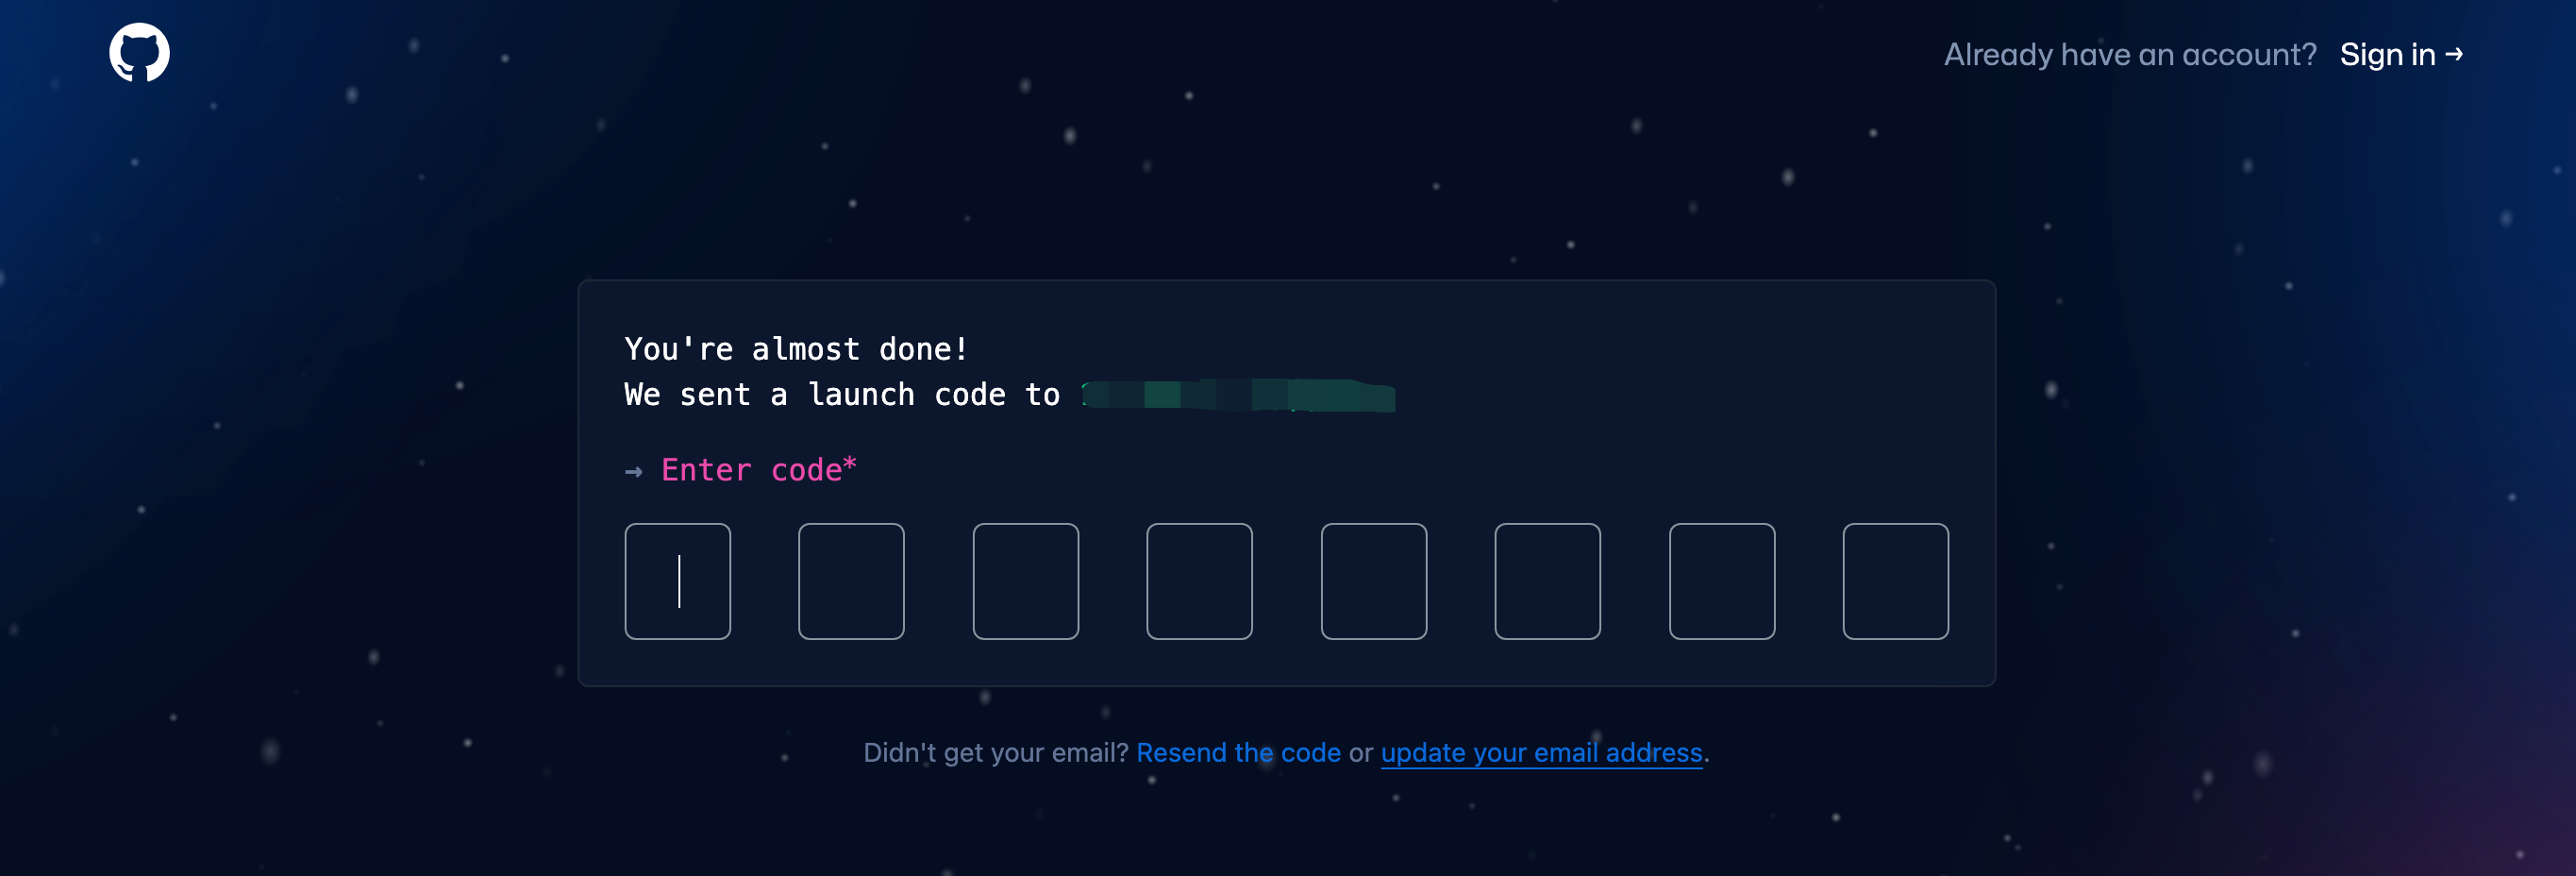 Already have an account? Sign in →
You're almost done!
We sent a launch code to
→ Enter code*
Didn't get your email? Resend the code or update your email address.